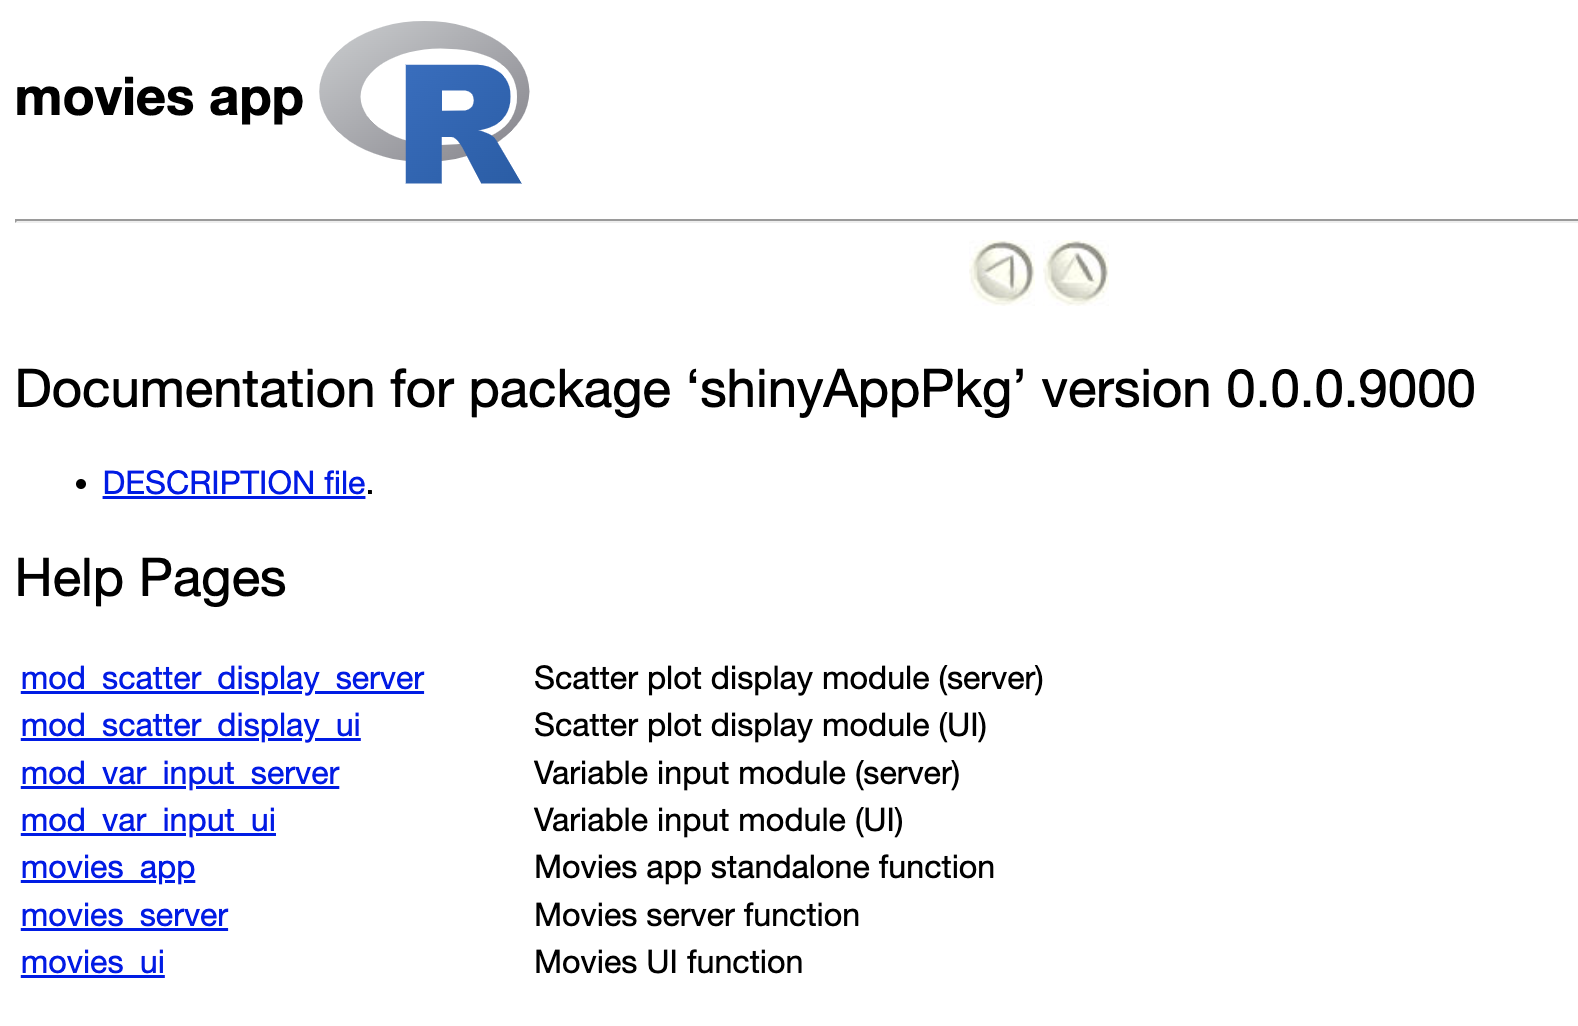 movies app R
Documentation for package ‘shinyAppPkg’ version 0.0.0.9000
• DESCRIPTION file.
Help Pages
mod_scatter_display_server Scatter plot display module (server)
mod_scatter_display_ui Scatter plot display module (UI)
mod_var_input_server Variable input module (server)
mod_var_input_ui Variable input module (UI)
movies_app Movies app standalone function
movies_server Movies server function
movies_ui Movies UI function